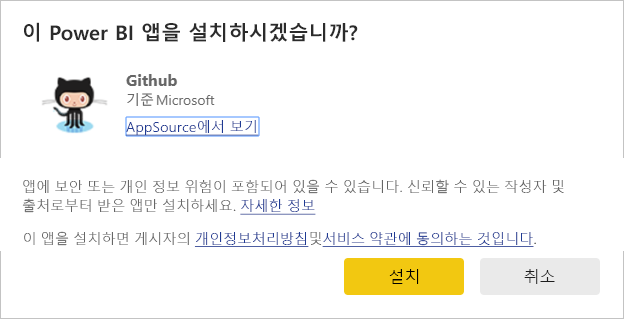 이 Power BI 앱을 설치하시겠습니까?
Github
기준 Microsoft
AppSource에서 보기
앱에 보안 또는 개인 정보 위험이 포함되어 있을 수 있습니다. 신뢰할 수 있는 작성자 및
출처로부터 받은 앱만 설치하세요. 자세한 정보
이 앱을 설치하면 게시자의 개인정보처리방침및서비스 약관에 동의하는 것입니다.
설치
취소